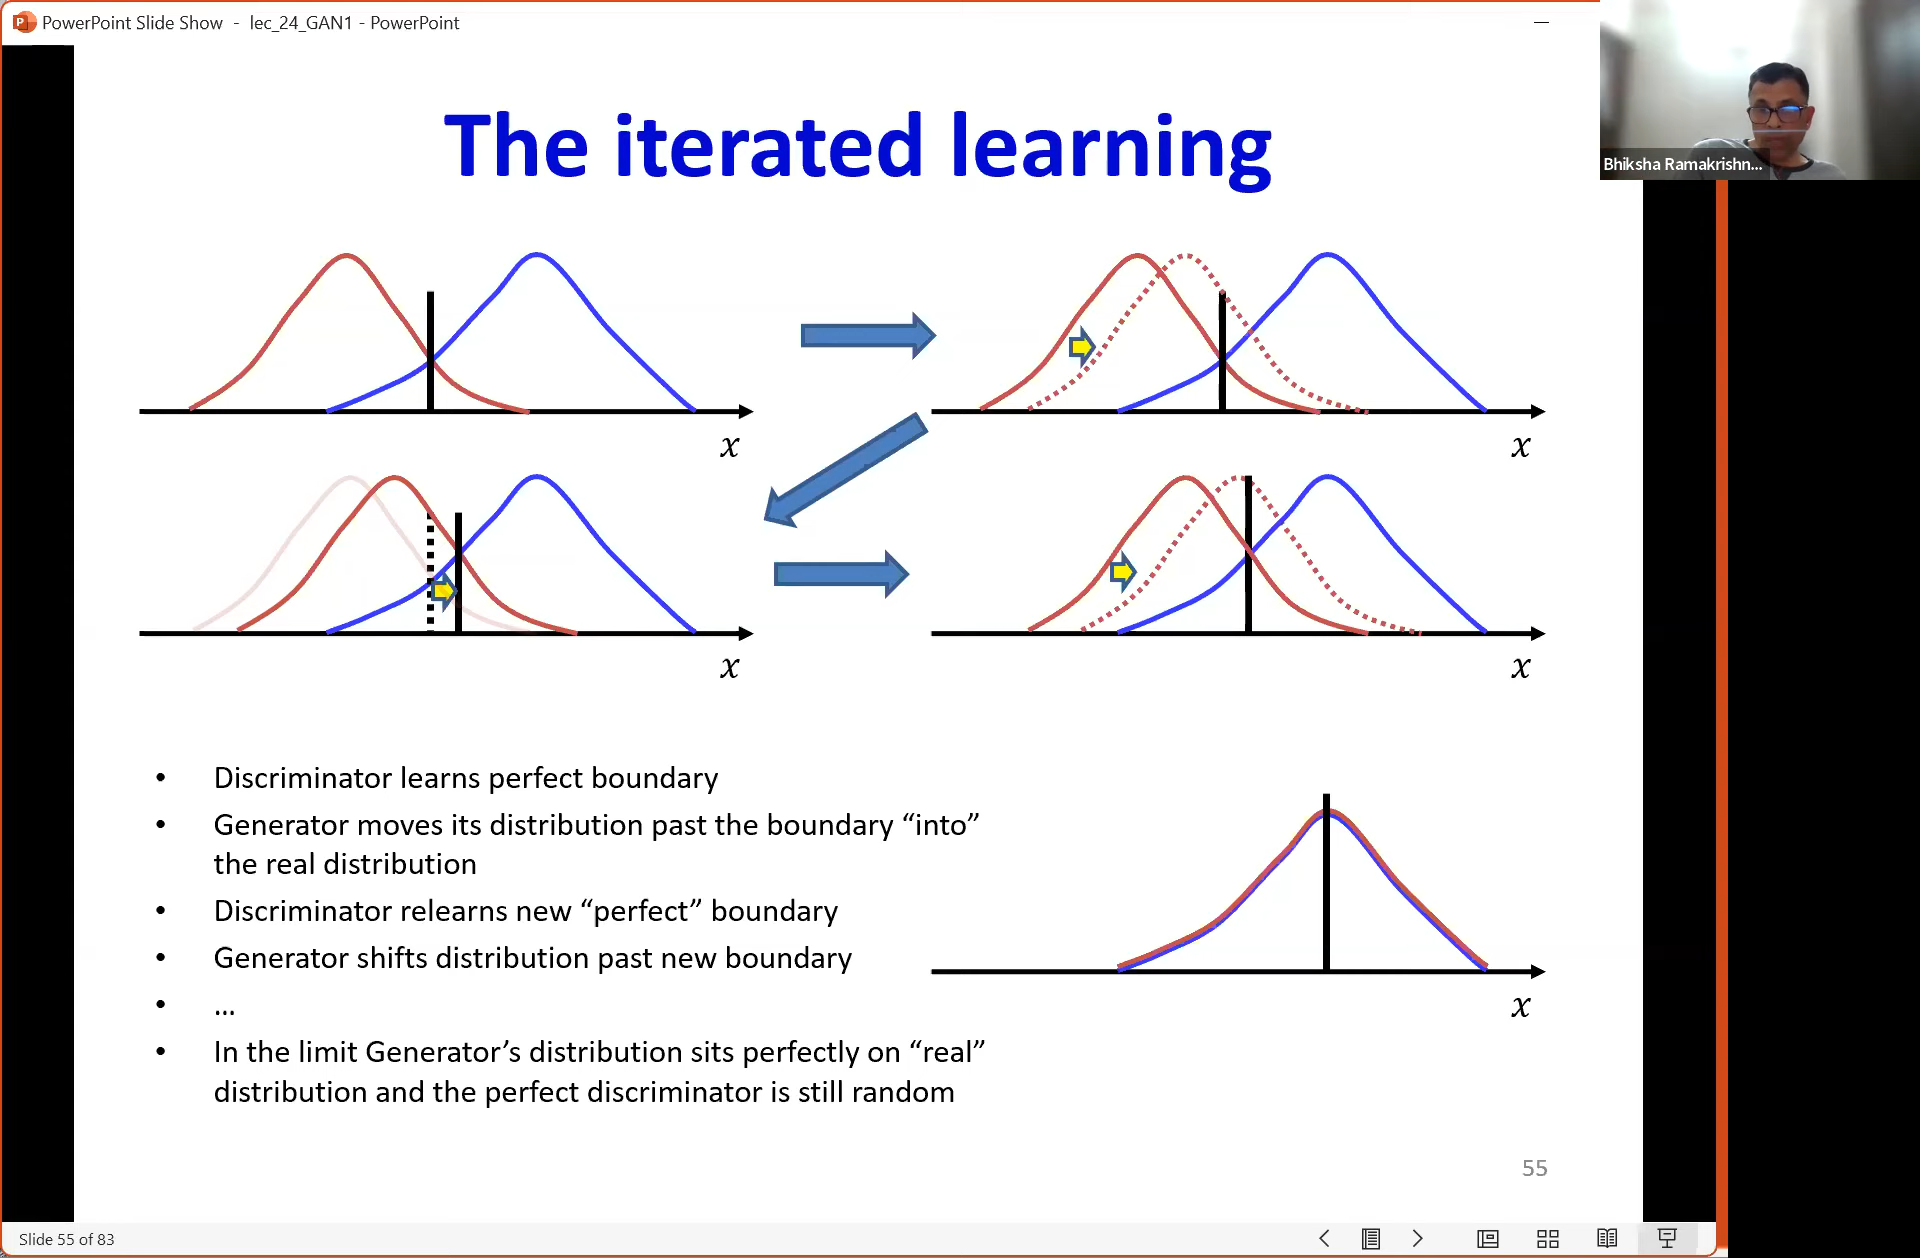 PowerPoint Slide Show - lec_24_GAN1 - PowerPoint
Bhiksha Ramakrishn...
The iterated learning
x
x
x
x
• Discriminator learns perfect boundary
• Generator moves its distribution past the boundary “into”
the real distribution
• Discriminator relearns new “perfect” boundary
• Generator shifts distribution past new boundary
• ...
• In the limit Generator’s distribution sits perfectly on “real”
distribution and the perfect discriminator is still random
x
55
Slide 55 of 83